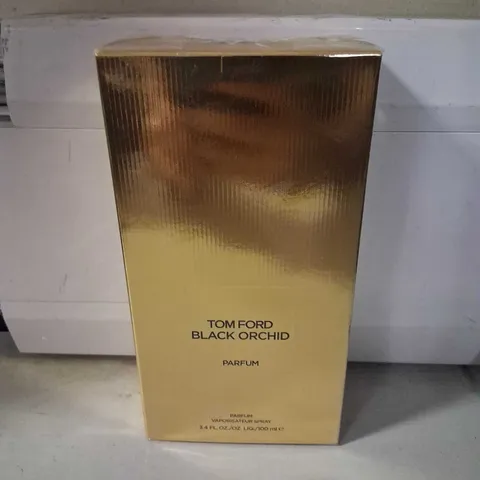 TOM FORD
BLACK ORCHID
PARFUM
PARFUM
VAPORISATEUR SPRAY
3.4 FL.OZ./OZ. LIQ./100 ml ℮